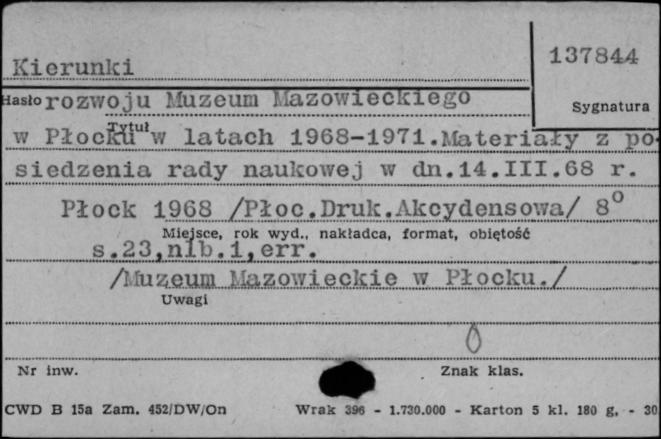 137844
Kierunki
Hasło rozwoju Muzeum Mazowieckiego
Sygnatura
w Płocku w latach 1968-1971.Materiały z po-
Tytuł
siedzenia rady naukowej w dn.14.III.68 r.
Płock 1968 /Płoc.Druk.Akcydensowa/ 8°
Miejsce, rok wyd., nakładca, format, objętość
s.23,nlb.1,err.
/Muzeum Mazowieckie w Płocku./
Uwagi
Nr inw.
Znak klas.
CWD B 15a Zam. 452/DW/On Wrak 396 - 1.730.000 - Karton 5 kl. 180 g. - 30